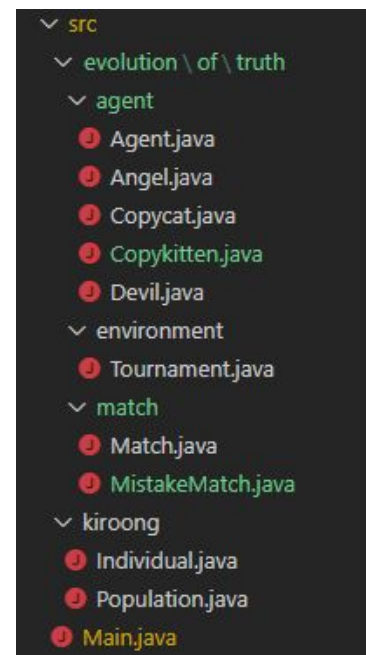 src
evolution \ of \ truth
agent
Agent.java
Angel.java
Copycat.java
Copykitten.java
Devil.java
environment
Tournament.java
match
Match.java
MistakeMatch.java
kiroong
Individual.java
Population.java
Main.java